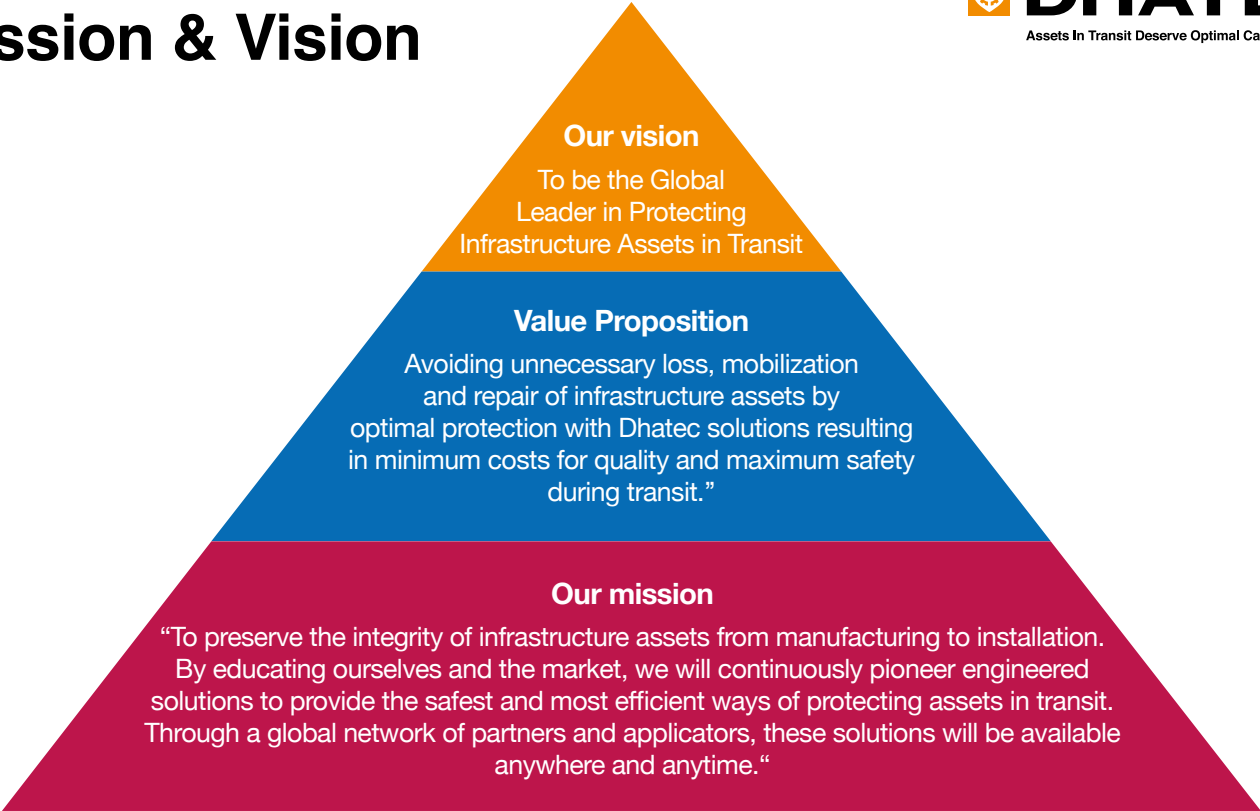 ssion & Vision
DHATE
Assets In Transit Deserve Optimal Ca
Our vision
To be the Global
Leader in Protecting
Infrastructure Assets in Transit
Value Proposition
Avoiding unnecessary loss, mobilization
and repair of infrastructure assets by
optimal protection with Dhatec solutions resulting
in minimum costs for quality and maximum safety
during transit.”
Our mission
“To preserve the integrity of infrastructure assets from manufacturing to installation.
By educating ourselves and the market, we will continuously pioneer engineered
solutions to provide the safest and most efficient ways of protecting assets in transit.
Through a global network of partners and applicators, these solutions will be available
anywhere and anytime.“